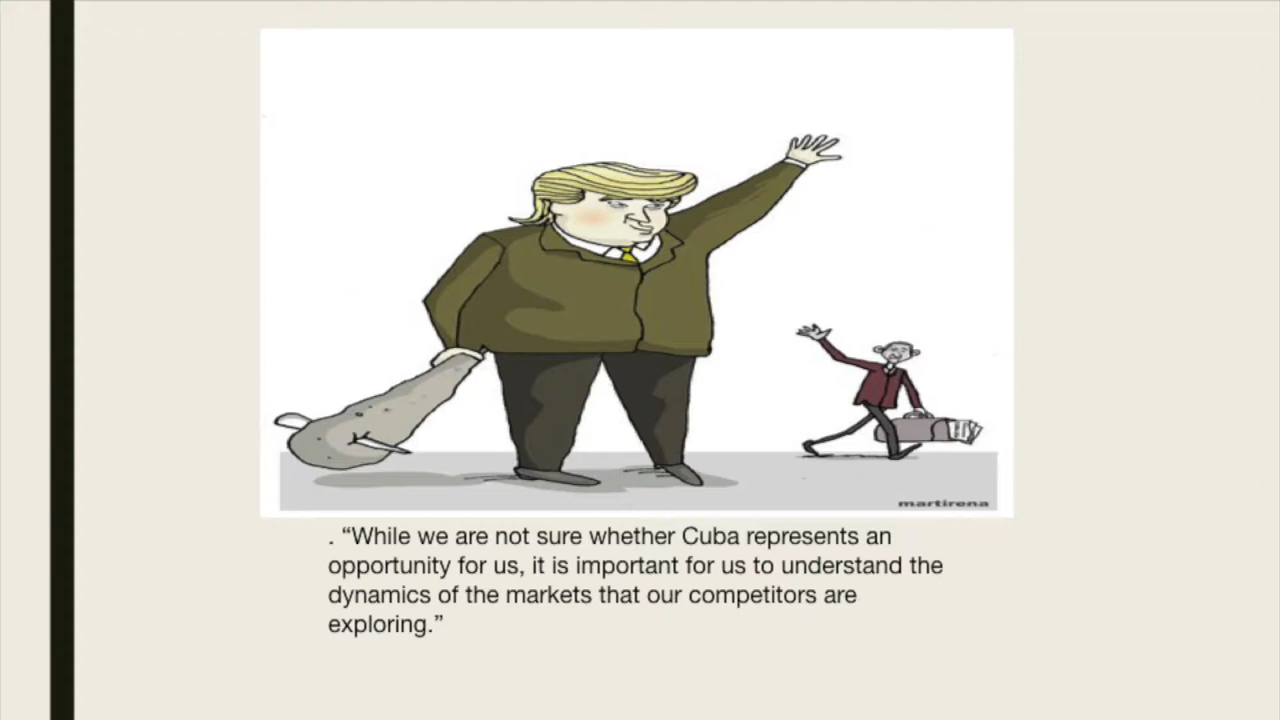 martirena
. “While we are not sure whether Cuba represents an
opportunity for us, it is important for us to understand the
dynamics of the markets that our competitors are
exploring.”